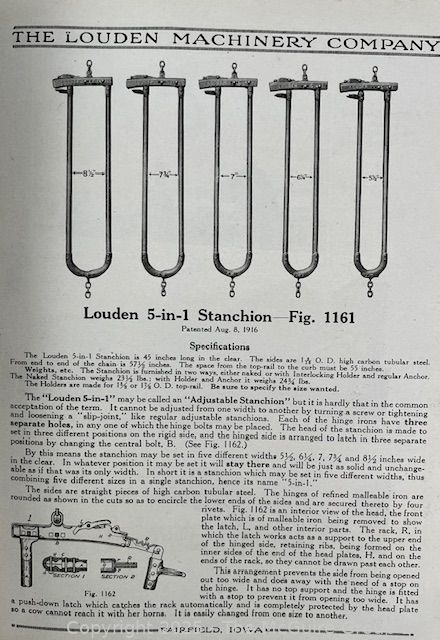 THE LOUDEN MACHINERY COMPANY
8½"
7¾"
7"
6¼"
5½"
Louden 5-in-1 Stanchion—Fig. 1161
Patented Aug. 8, 1916
Specifications
The Louden 5-in-1 Stanchion is 45 inches long in the clear. The sides are O. D. high carbon tubular steel.
From end to end of the chain is 57½ inches. The space from the top-rail to the curb must be 55 inches.
Weights, etc. The Stanchion is furnished in two ways, either naked or with Interlocking Holder and regular Anchor.
The Naked Stanchion weighs 23½ lbs.; with Holder and Anchor it weighs 24¾ lbs.
The Holders are made for 1⅝ or 1⅞ O. D. top-rail. Be sure to specify the size wanted.
The "Louden 5-in-1" may be called an "Adjustable Stanchion" but it is hardly that in the common
acceptation of the term. It cannot be adjusted from one width to another by turning a screw or tightening
and loosening a "slip-joint," like regular adjustable stanchions. Each of the hinge irons have three
separate holes, in any one of which the hinge bolts may be placed. The head of the stanchion is made to
set in three different positions on the rigid side, and the hinged side is arranged to latch in three separate
positions by changing the central bolt, B. (See Fig. 1162.)
By this means the stanchion may be set in five different widths 5½, 6¼, 7, 7¾ and 8½ inches wide
in the clear. In whatever position it may be set it will stay there and will be just as solid and unchange-
able as if that was its only width. In short it is a stanchion which may be set in five different widths, thus
combining five different sizes in a single stanchion, hence its name "5-in-1."
The sides are straight pieces of high carbon tubular steel. The hinges of refined malleable iron are
rounded as shown in the cuts so as to encircle the lower ends of the sides and are secured thereto by four
rivets. Fig. 1162 is an interior view of the head, the front
plate which is of malleable iron being removed to show
the latch, L, and other interior parts. The rack, R, in
which the latch works acts as a support to the upper end
of the hinged side, retaining ribs, being formed on the
inner sides of the end of the head plates, H, and on the
ends of the rack, so they cannot be drawn past each other.
This arrangement prevents the side from being opened
out too wide and does away with the need of a stop on
the hinge. It has no top support and the hinge is fitted
with a stop to prevent it from opening too wide. It has
SECTION 1
SECTION 2
Fig. 1162
a push-down latch which catches the rack automatically and is completely protected by the head plate
so a cow cannot reach it with her horns. It is easily changed from one size to another.
FAIRFIELD, IOWA